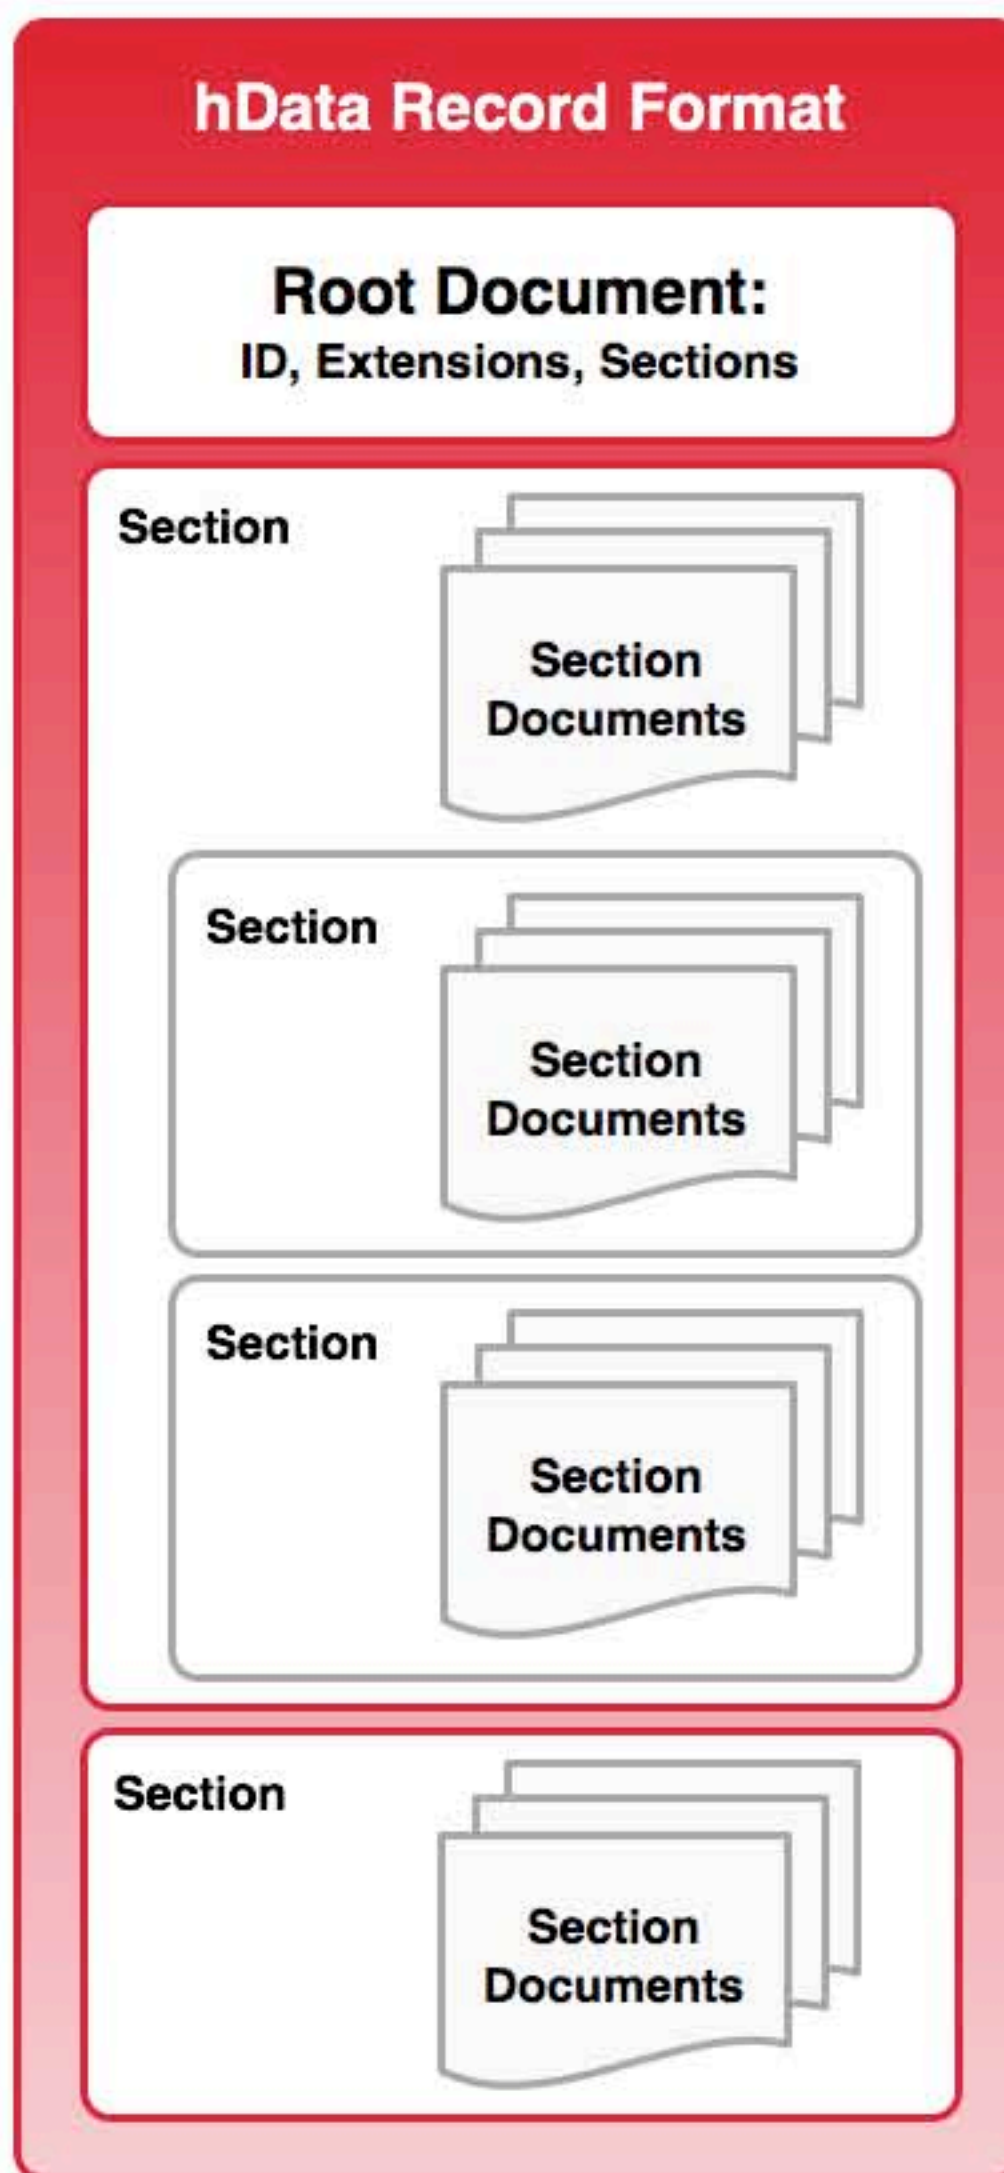 hData Record Format
Root Document:
ID, Extensions, Sections
Section
Section
Documents
Section
Section
Documents
Section
Section
Documents
Section
Section
Documents